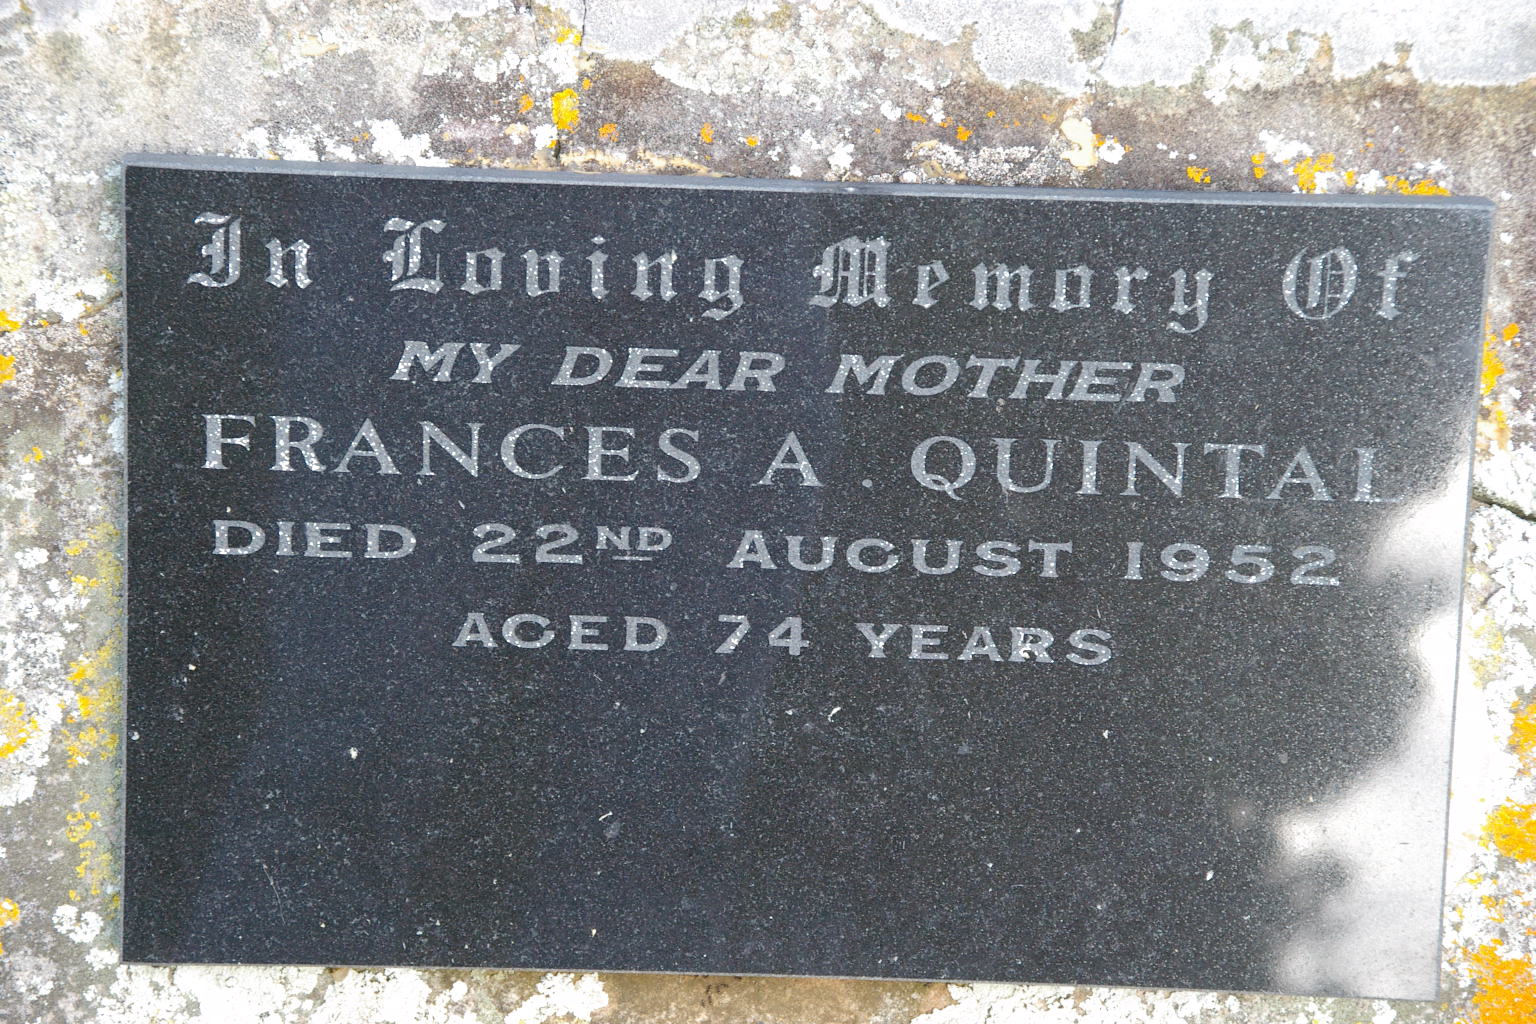 In Loving Memory Of
MY DEAR MOTHER
FRANCES A. QUINTAL
DIED 22ND AUGUST 1952
AGED 74 YEARS